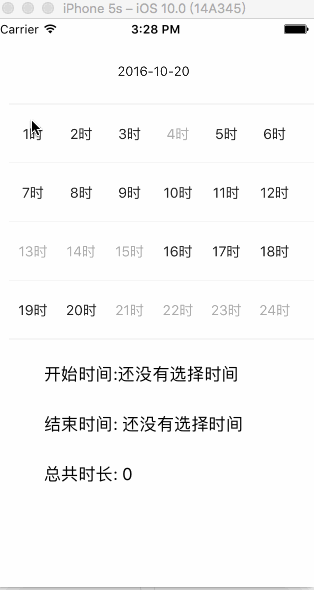 iPhone 5s – iOS 10.0 (14A345)
Carrier 3:28 PM
2016-10-20
1时 2时 3时 4时 5时 6时
7时 8时 9时 10时 11时 12时
13时 14时 15时 16时 17时 18时
19时 20时 21时 22时 23时 24时
开始时间:还没有选择时间
结束时间: 还没有选择时间
总共时长: 0